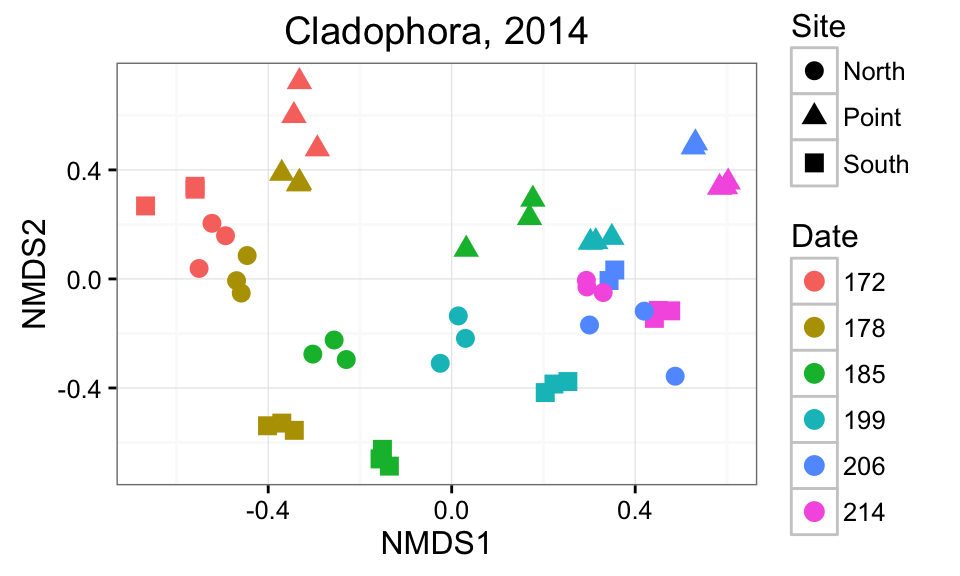 Cladophora, 2014
NMDS2
0.4
0.0
-0.4
-0.4
0.0
0.4
NMDS1
Site
North
Point
South
Date
172
178
185
199
206
214